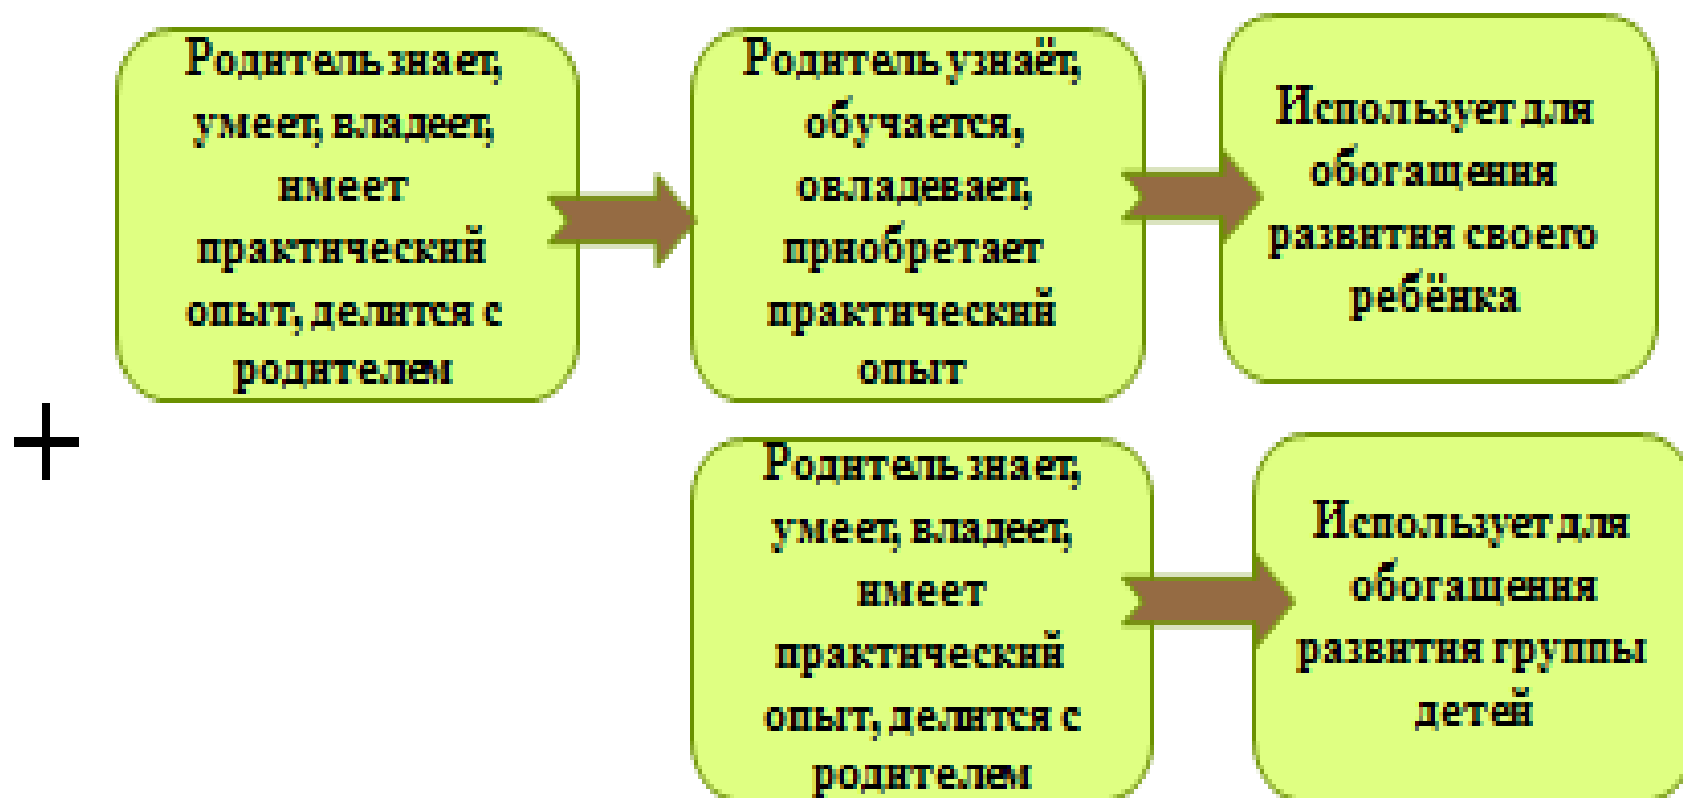 Родитель знает,
умеет, владеет,
имеет
практический
опыт, делится с
родителем
Родитель узнаёт,
обучается,
овладевает,
приобретает
практический
опыт
Использует для
обогащения
развития своего
ребёнка
+
Родитель знает,
умеет, владеет,
имеет
практический
опыт, делится с
родителем
Использует для
обогащения
развития группы
детей